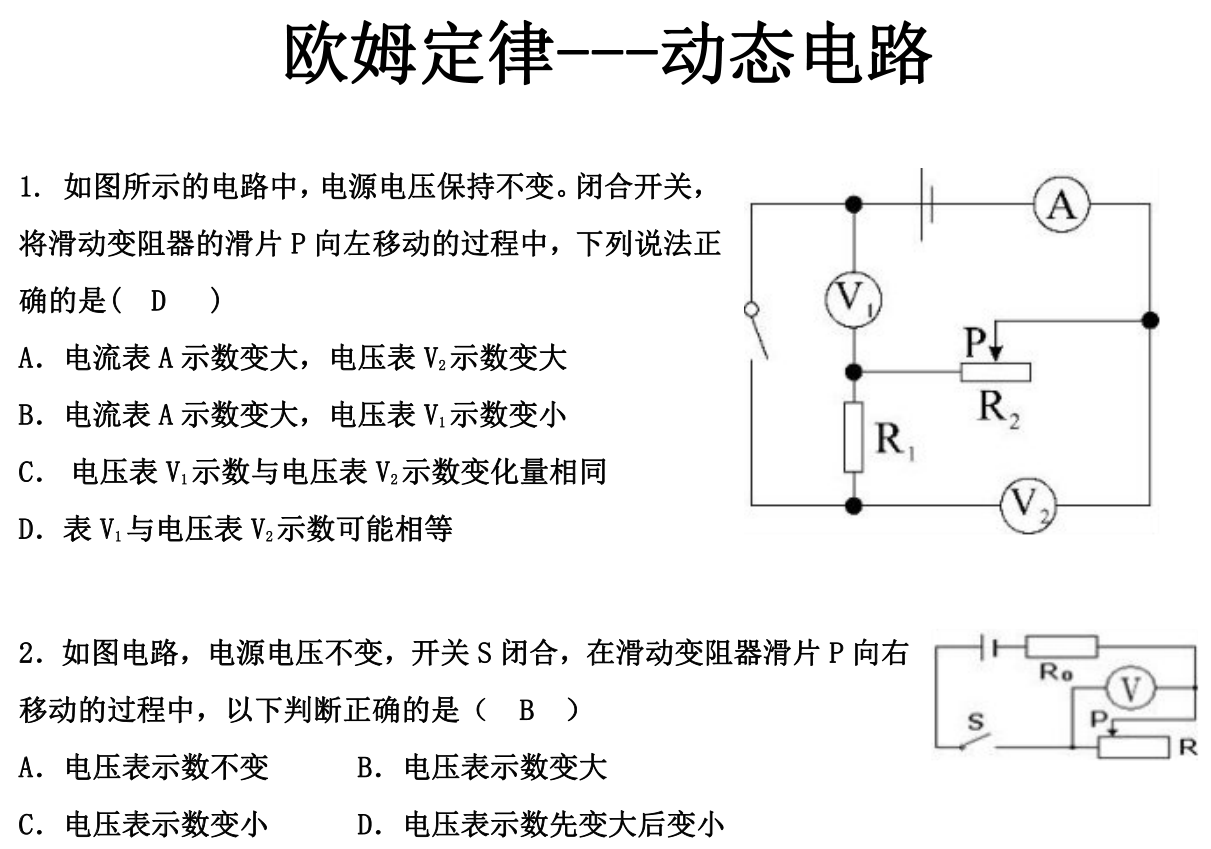 欧姆定律---动态电路
1. 如图所示的电路中，电源电压保持不变。闭合开关，
将滑动变阻器的滑片 P 向左移动的过程中，下列说法正
确的是( D )
A．电流表 A 示数变大，电压表 V₂示数变大
B．电流表 A 示数变大，电压表 V₁示数变小
C． 电压表 V₁示数与电压表 V₂示数变化量相同
D．表 V₁与电压表 V₂示数可能相等
A
V₁
P
R₂
R₁
V₂
2．如图电路，电源电压不变，开关 S 闭合，在滑动变阻器滑片 P 向右
移动的过程中，以下判断正确的是（ B ）
A．电压表示数不变 B．电压表示数变大
C．电压表示数变小 D．电压表示数先变大后变小
R₀
V
S
P
R